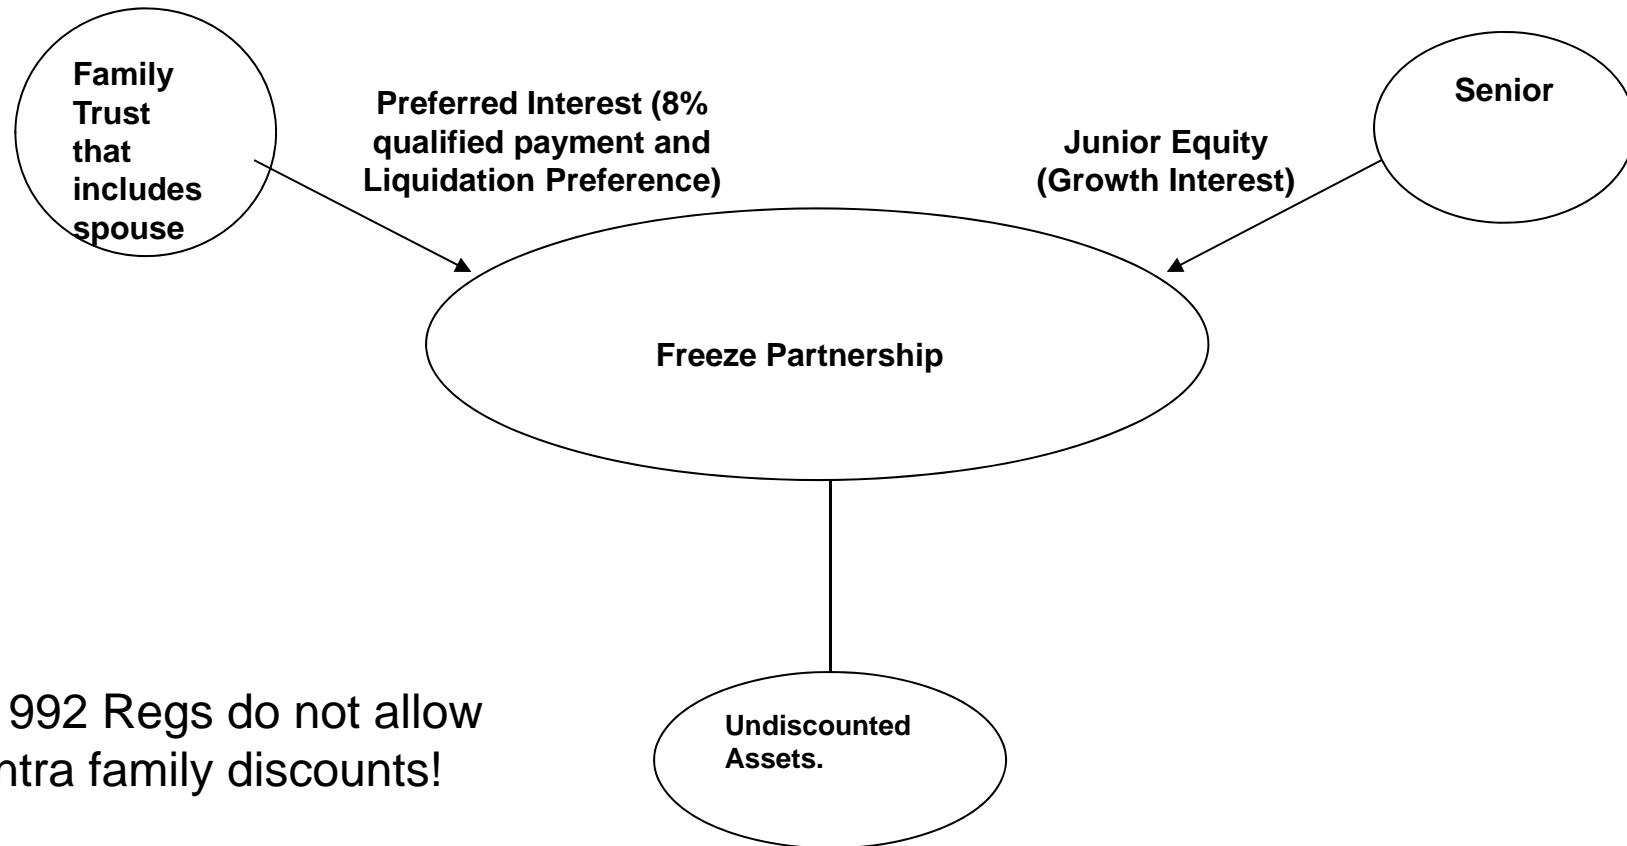 Family
Trust
that
includes
spouse
Preferred Interest (8%
qualified payment and
Liquidation Preference)
Junior Equity
(Growth Interest)
Senior
Freeze Partnership
Undiscounted
Assets.
992 Regs do not allow
ntra family discounts!